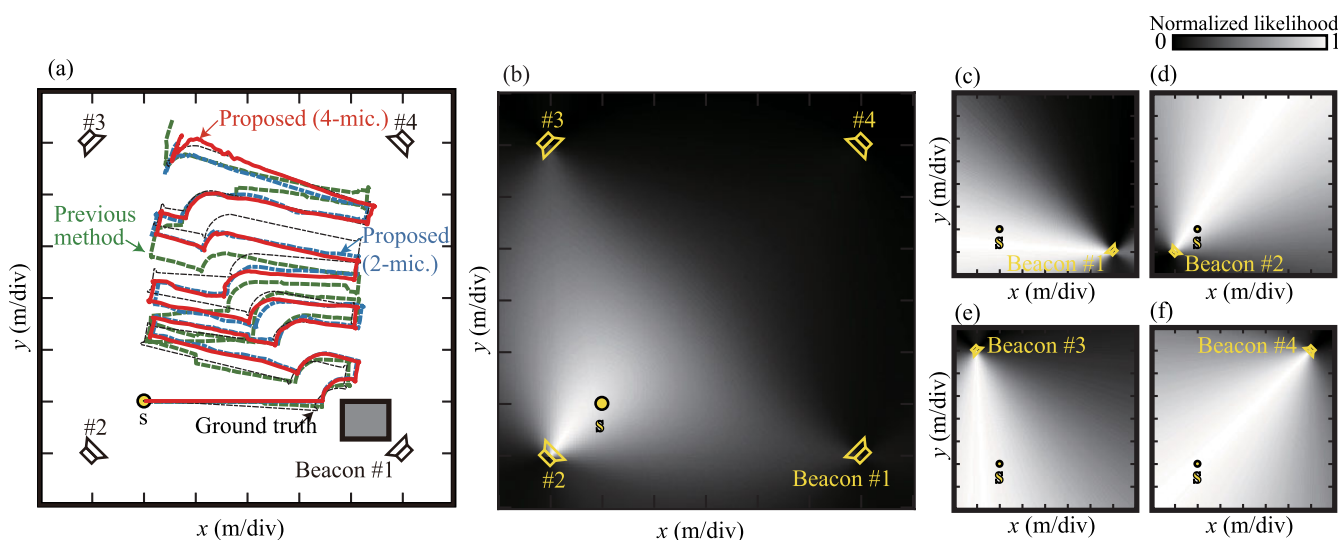 Normalized likelihood
0 1
(a)
#3
Proposed (4-mic.)
#4
Previous
method
Proposed
(2-mic.)
y (m/div)
s
Ground truth
#2
Beacon #1
x (m/div)
(b)
#3
#4
y (m/div)
s
#2
Beacon #1
x (m/div)
(c)
y (m/div)
s
Beacon #1
x (m/div)
(d)
s
Beacon #2
x (m/div)
(e)
Beacon #3
y (m/div)
s
x (m/div)
(f)
Beacon #4
s
x (m/div)